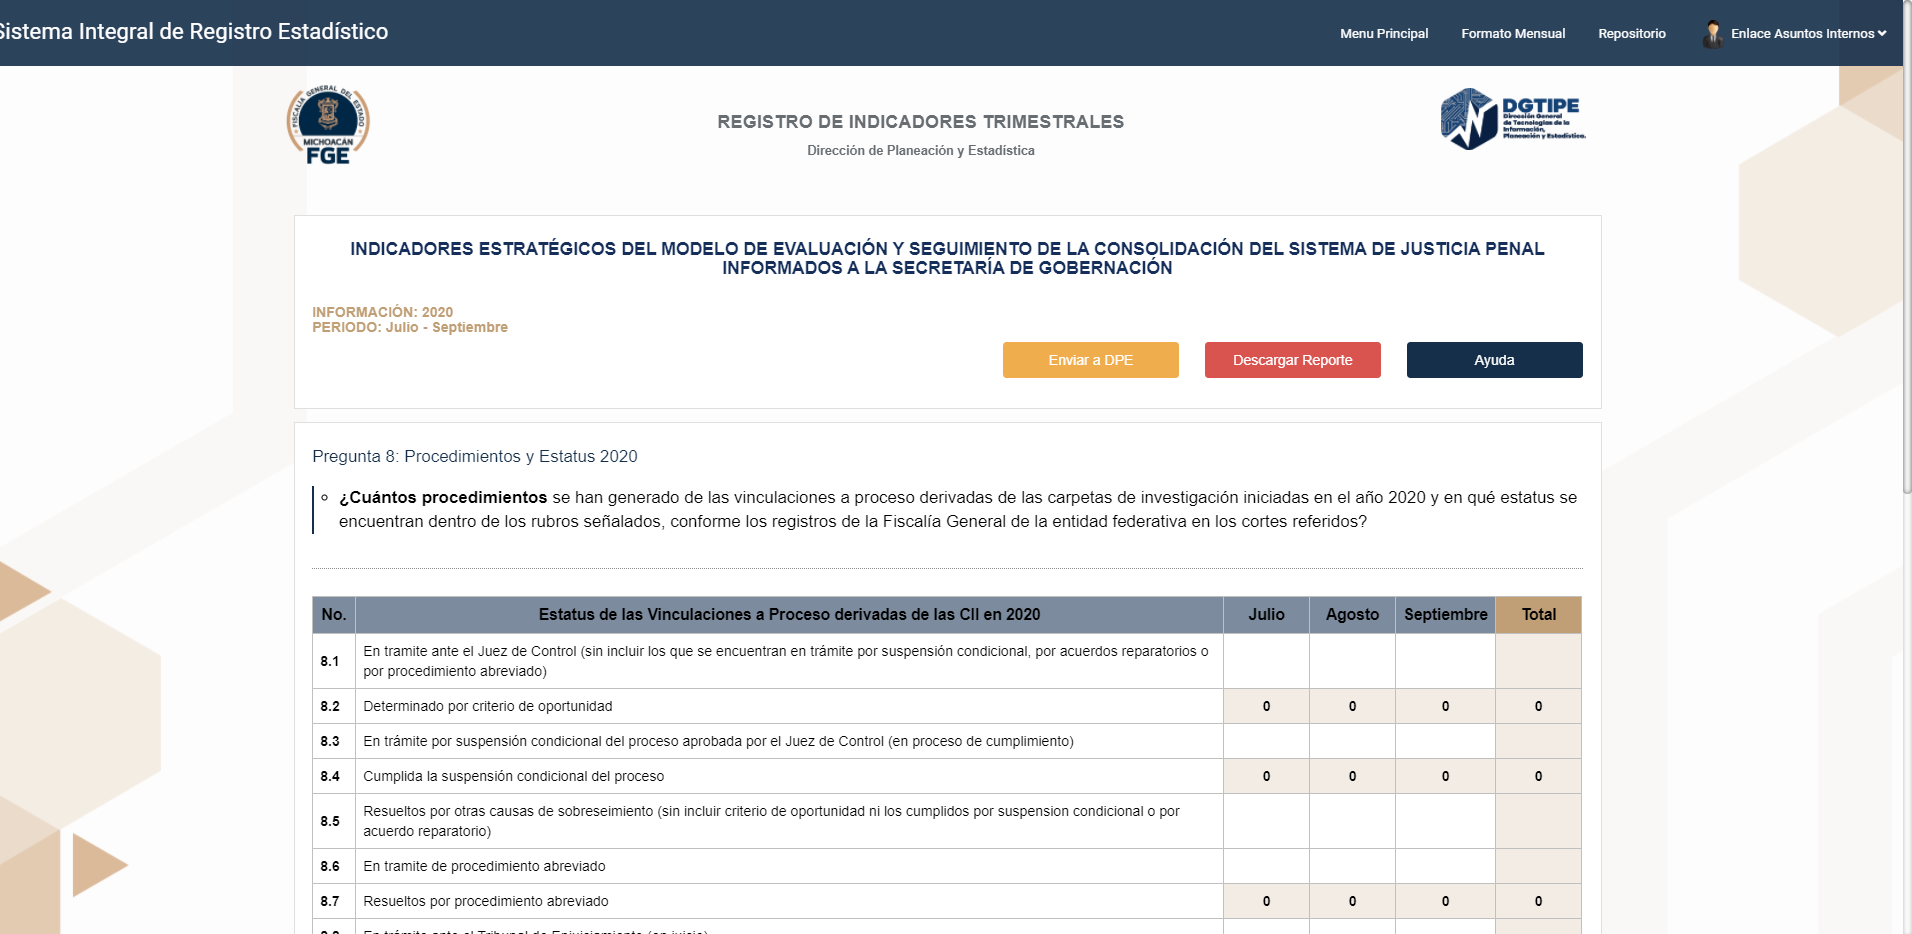 Sistema Integral de Registro Estadístico
Menu Principal
Formato Mensual
Repositorio
Enlace Asuntos Internos
FISCALÍA GENERAL DEL ESTADO
MICHOACÁN
FGE
REGISTRO DE INDICADORES TRIMESTRALES
Dirección de Planeación y Estadística
DGTIPE
Dirección General
de Tecnologías de la
Información,
Planeación y Estadística.
INDICADORES ESTRATÉGICOS DEL MODELO DE EVALUACIÓN Y SEGUIMIENTO DE LA CONSOLIDACIÓN DEL SISTEMA DE JUSTICIA PENAL
INFORMADOS A LA SECRETARÍA DE GOBERNACIÓN
INFORMACIÓN: 2020
PERIODO: Julio - Septiembre
Enviar a DPE
Descargar Reporte
Ayuda
Pregunta 8: Procedimientos y Estatus 2020
¿Cuántos procedimientos se han generado de las vinculaciones a proceso derivadas de las carpetas de investigación iniciadas en el año 2020 y en qué estatus se
encuentran dentro de los rubros señalados, conforme los registros de la Fiscalía General de la entidad federativa en los cortes referidos?
No. Estatus de las Vinculaciones a Proceso derivadas de las CII en 2020 Julio Agosto Septiembre Total
8.1 En tramite ante el Juez de Control (sin incluir los que se encuentran en trámite por suspensión condicional, por acuerdos reparatorios o
por procedimiento abreviado)
8.2 Determinado por criterio de oportunidad 0 0 0 0
8.3 En trámite por suspensión condicional del proceso aprobada por el Juez de Control (en proceso de cumplimiento)
8.4 Cumplida la suspensión condicional del proceso 0 0 0 0
8.5 Resueltos por otras causas de sobreseimiento (sin incluir criterio de oportunidad ni los cumplidos por suspension condicional o por
acuerdo reparatorio)
8.6 En tramite de procedimiento abreviado
8.7 Resueltos por procedimiento abreviado 0 0 0 0
8.8 En trámite ante el Tribunal de Enjuiciamiento (en juicio)